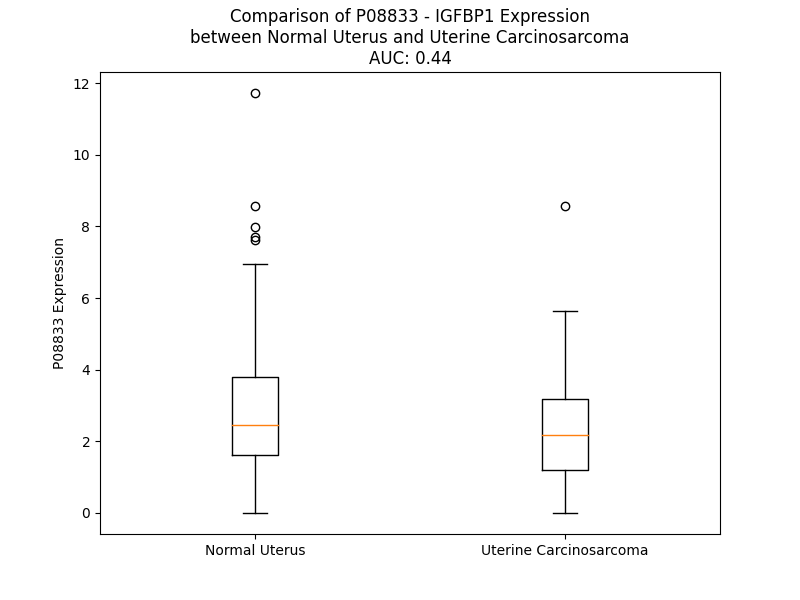 Comparison of P08833 - IGFBP1 Expression
between Normal Uterus and Uterine Carcinosarcoma
AUC: 0.44
12
10
8
6
4
2
0
P08833 Expression
Normal Uterus
Uterine Carcinosarcoma